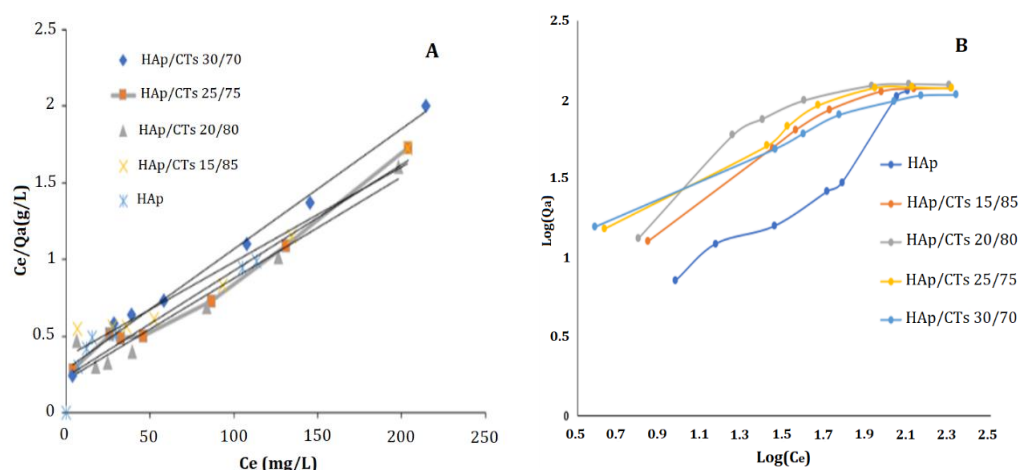 2.5
2
1.5
1
0.5
0
0
50
100
150
200
250
Ce/Qa(g/L)
Ce (mg/L)
A
HAp/CTs 30/70
HAp/CTs 25/75
HAp/CTs 20/80
HAp/CTs 15/85
HAp
2.5
2
1.5
1
0.5
0
0.5
0.7
0.9
1.1
1.3
1.5
1.7
1.9
2.1
2.3
2.5
Log(Qa)
Log(Ce)
B
HAp
HAp/CTs 15/85
HAp/CTs 20/80
HAp/CTs 25/75
HAp/CTs 30/70